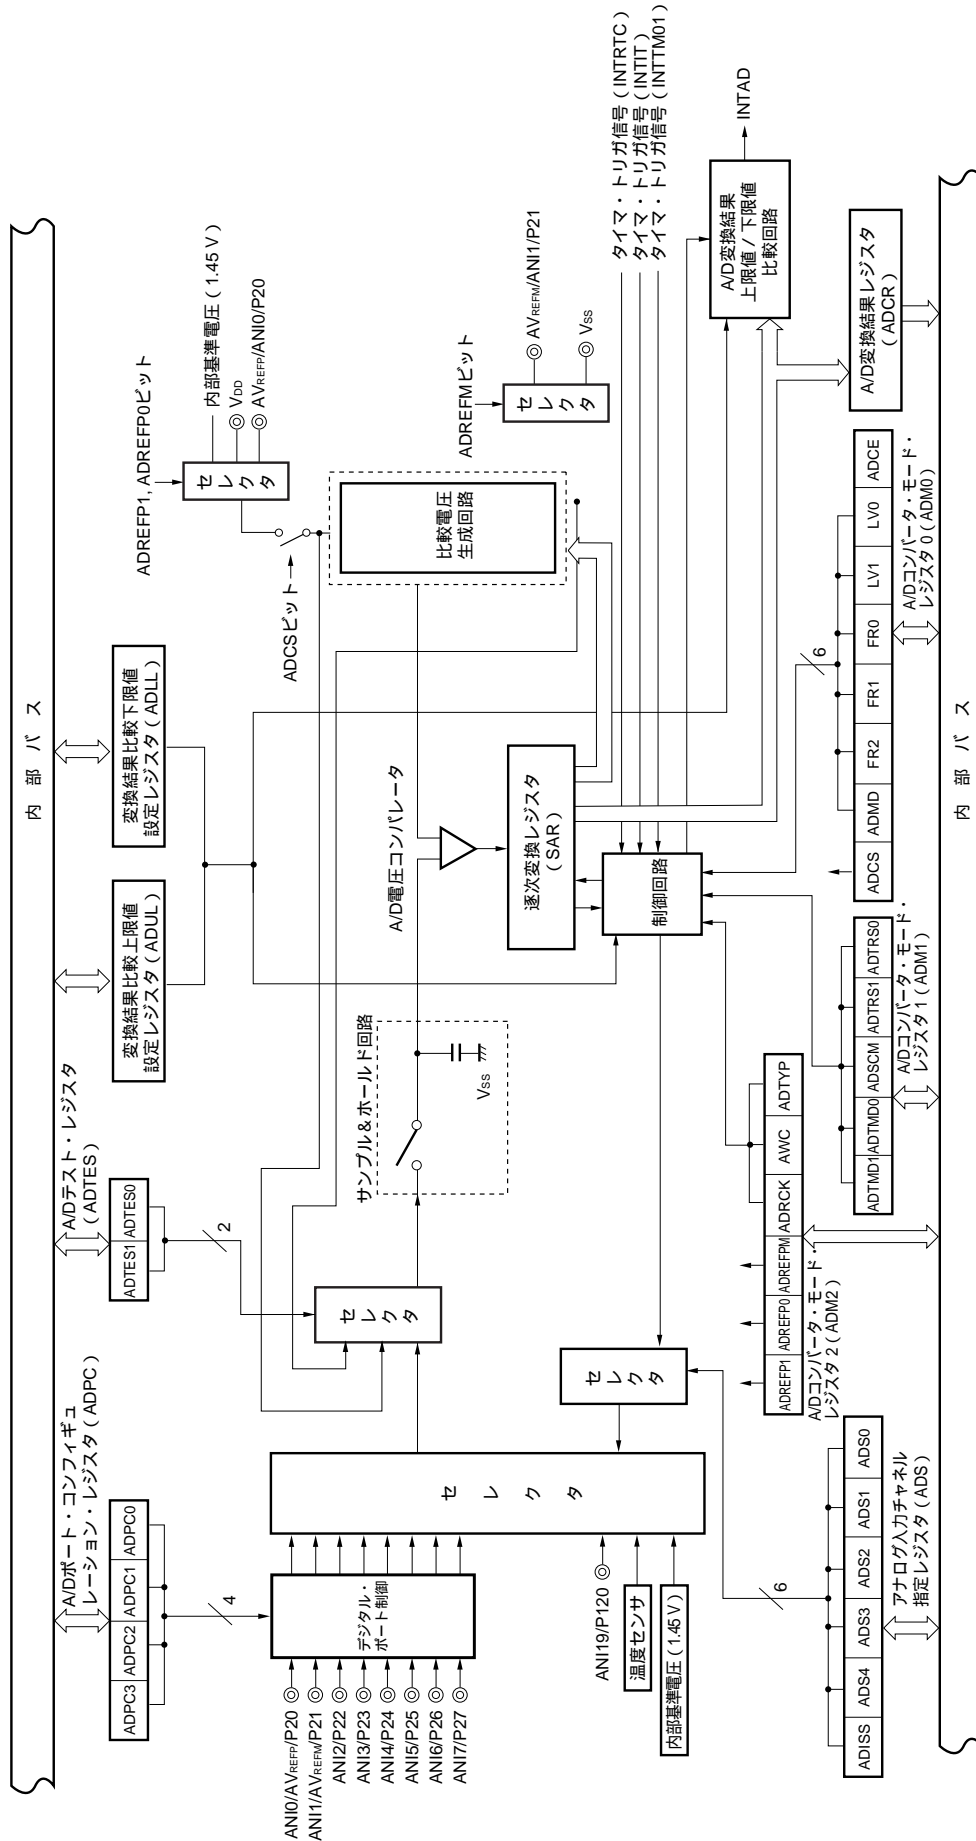 内 部 バ ス
A/Dポート・コンフィギュ
レーション・レジスタ（ADPC）
ADPC3 ADPC2 ADPC1 ADPC0
4
A/Dテスト・レジスタ
（ADTES）
ADTES1 ADTES0
2
変換結果比較上限値
設定レジスタ（ADUL）
変換結果比較下限値
設定レジスタ（ADLL）
ADREFP1, ADREFP0ビット
内部基準電圧（1.45 V）
VDD
AVREFP/ANI0/P20
セレクタ
ADCSビット
ANI0/AVREFP/P20
ANI1/AVREFM/P21
ANI2/P22
ANI3/P23
ANI4/P24
ANI5/P25
ANI6/P26
ANI7/P27
デジタル・
ポート制御
セ レ ク タ
セレクタ
サンプル＆ホールド回路
VSS
A/D電圧コンパレータ
比較電圧
生成回路
ADREFMビット
セレクタ
AVREFM/ANI1/P21
VSS
逐次変換レジスタ
（SAR）
ANI19/P120
温度センサ
内部基準電圧（1.45 V）
セレクタ
制御回路
タイマ・トリガ信号（INTRTC）
タイマ・トリガ信号（INTIT）
タイマ・トリガ信号（INTTM01）
A/D変換結果
上限値／下限値
比較回路
INTAD
A/D変換結果レジスタ
（ADCR）
6
ADISS ADS4 ADS3 ADS2 ADS1 ADS0
アナログ入力チャネル
指定レジスタ（ADS）
ADREFP1 ADREFP0 ADREFPM ADRCK AWC ADTYP
A/Dコンバータ・モード・
レジスタ 2（ADM2）
ADTMD1 ADTMD0 ADSCM ADTRS1 ADTRS0
A/Dコンバータ・モード・
レジスタ 1（ADM1）
6
ADCS ADMD FR2 FR1 FR0 LV1 LV0 ADCE
A/Dコンバータ・モード・
レジスタ 0（ADM0）
内 部 バ ス